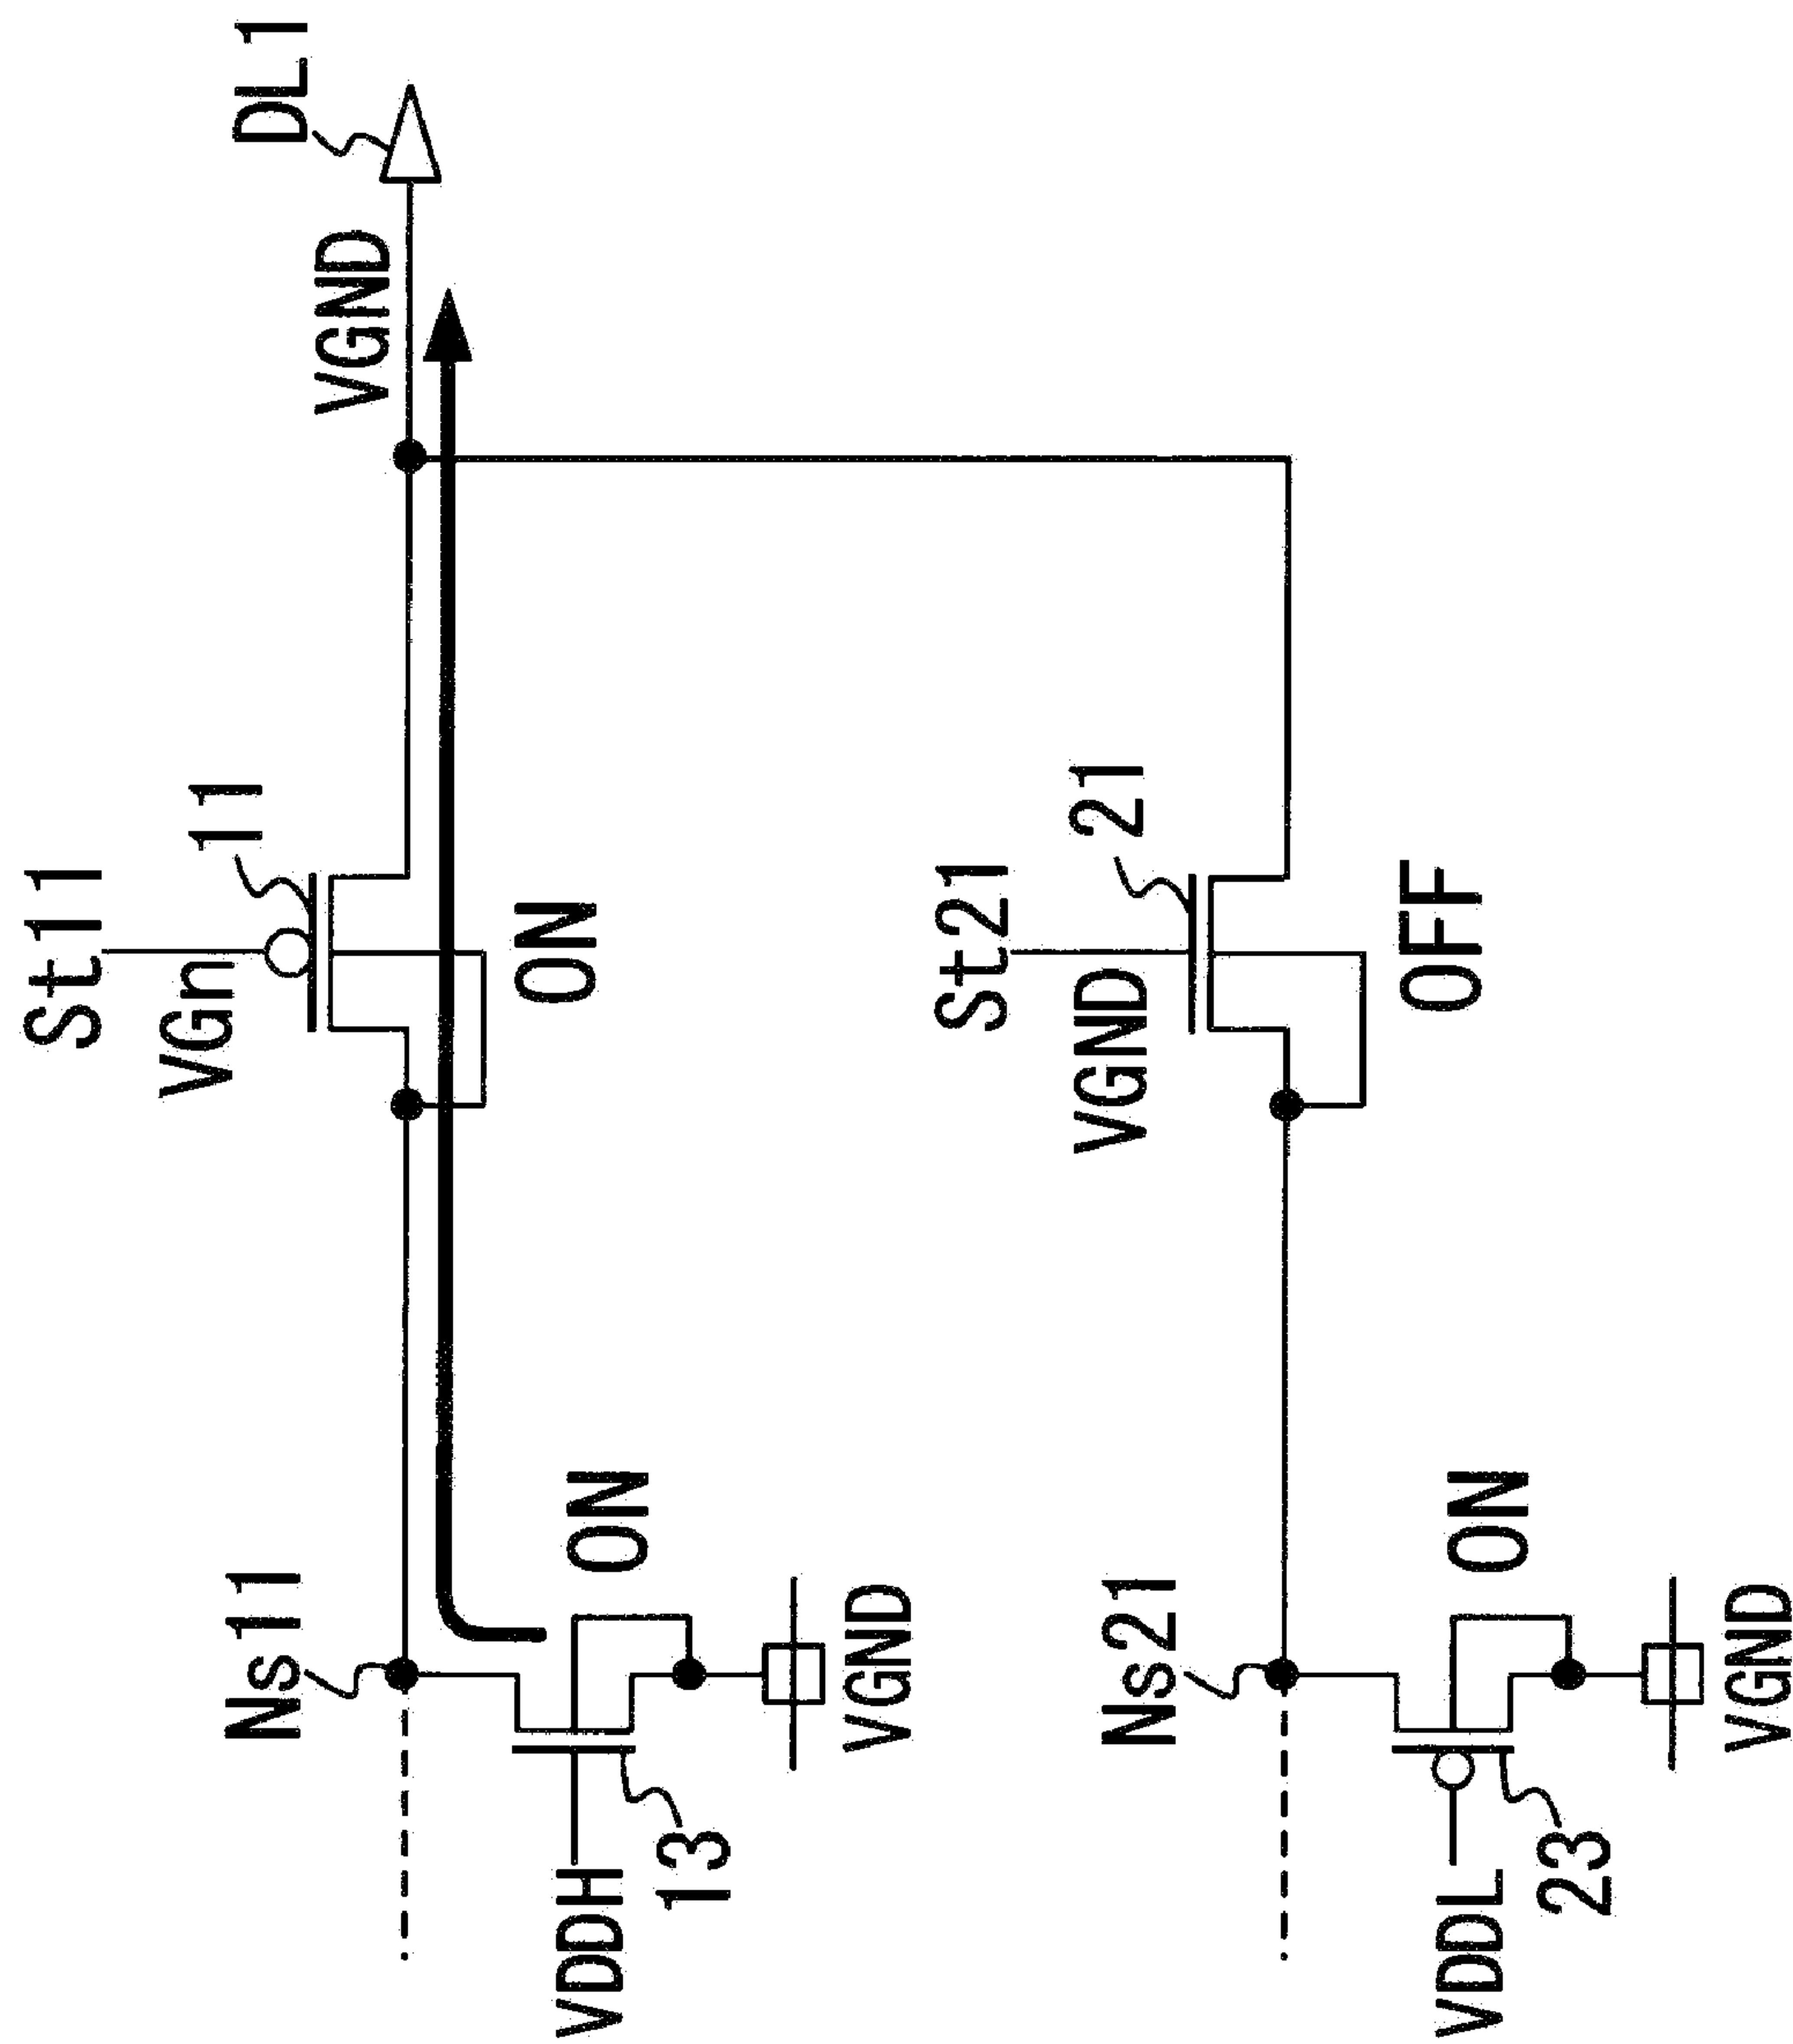 St11
VGn
11
Ns11
DL1
VGND
ON
VDDH
ON
13
VGND
St21
VGND
21
Ns21
OFF
VDDL
ON
23
VGND